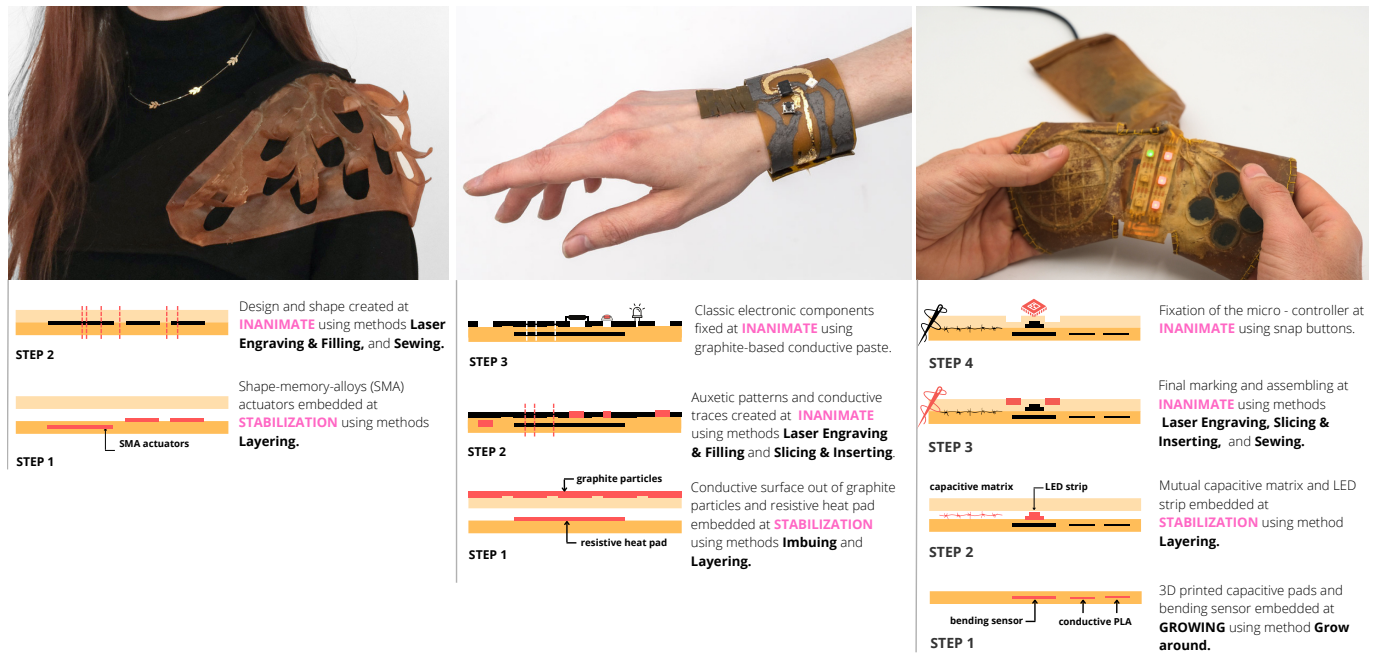 Design and shape created at
INANIMATE using methods Laser
Engraving & Filling, and Sewing.
STEP 2
Shape-memory-alloys (SMA)
actuators embedded at
STABILIZATION using methods
Layering.
SMA actuators
STEP 1
Classic electronic components
fixed at INANIMATE using
graphite-based conductive paste.
STEP 3
Auxetic patterns and conductive
traces created at INANIMATE
using methods Laser Engraving
& Filling and Slicing & Inserting.
STEP 2
graphite particles
Conductive surface out of graphite
particles and resistive heat pad
embedded at STABILIZATION
using methods Imbuing and
Layering.
resistive heat pad
STEP 1
Fixation of the micro - controller at
INANIMATE using snap buttons.
STEP 4
Final marking and assembling at
INANIMATE using methods
Laser Engraving, Slicing &
Inserting, and Sewing.
STEP 3
capacitive matrix
LED strip
Mutual capacitive matrix and LED
strip embedded at
STABILIZATION using method
Layering.
STEP 2
3D printed capacitive pads and
bending sensor embedded at
GROWING using method Grow
around.
bending sensor
conductive PLA
STEP 1